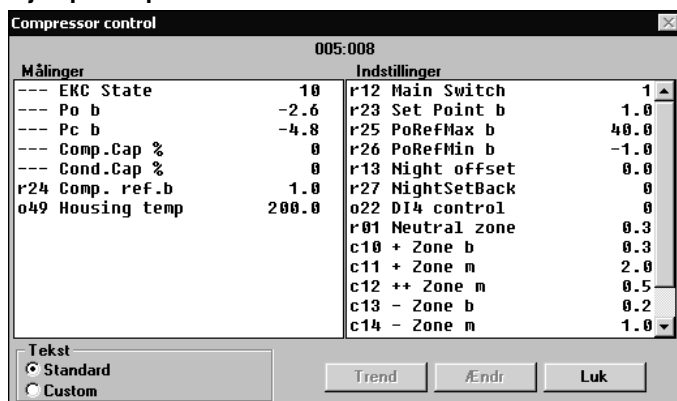 Compressor control
005:008
Målinger
--- EKC State 10
--- Po b -2.6
--- Pc b -4.8
--- Comp.Cap % 0
--- Cond.Cap % 0
r24 Comp. ref.b 1.0
o49 Housing temp 200.0
Indstillinger
r12 Main Switch 1
r23 Set Point b 1.0
r25 PoRefMax b 40.0
r26 PoRefMin b -1.0
r13 Night offset 0.0
r27 NightSetBack 0
o22 DI4 control 0
r01 Neutral zone 0.3
c10 + Zone b 0.3
c11 + Zone m 2.0
c12 ++ Zone m 0.5
c13 - Zone b 0.2
c14 - Zone m 1.0
Tekst
Standard
Custom
Trend
Ændr
Luk